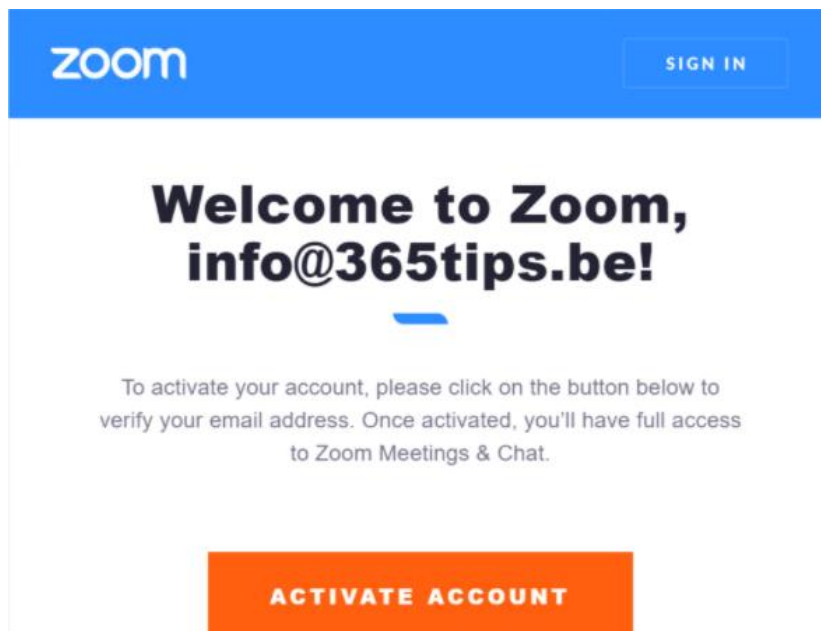 zoom
SIGN IN
Welcome to Zoom,
info@365tips.be!
To activate your account, please click on the button below to
verify your email address. Once activated, you'll have full access
to Zoom Meetings & Chat.
ACTIVATE ACCOUNT